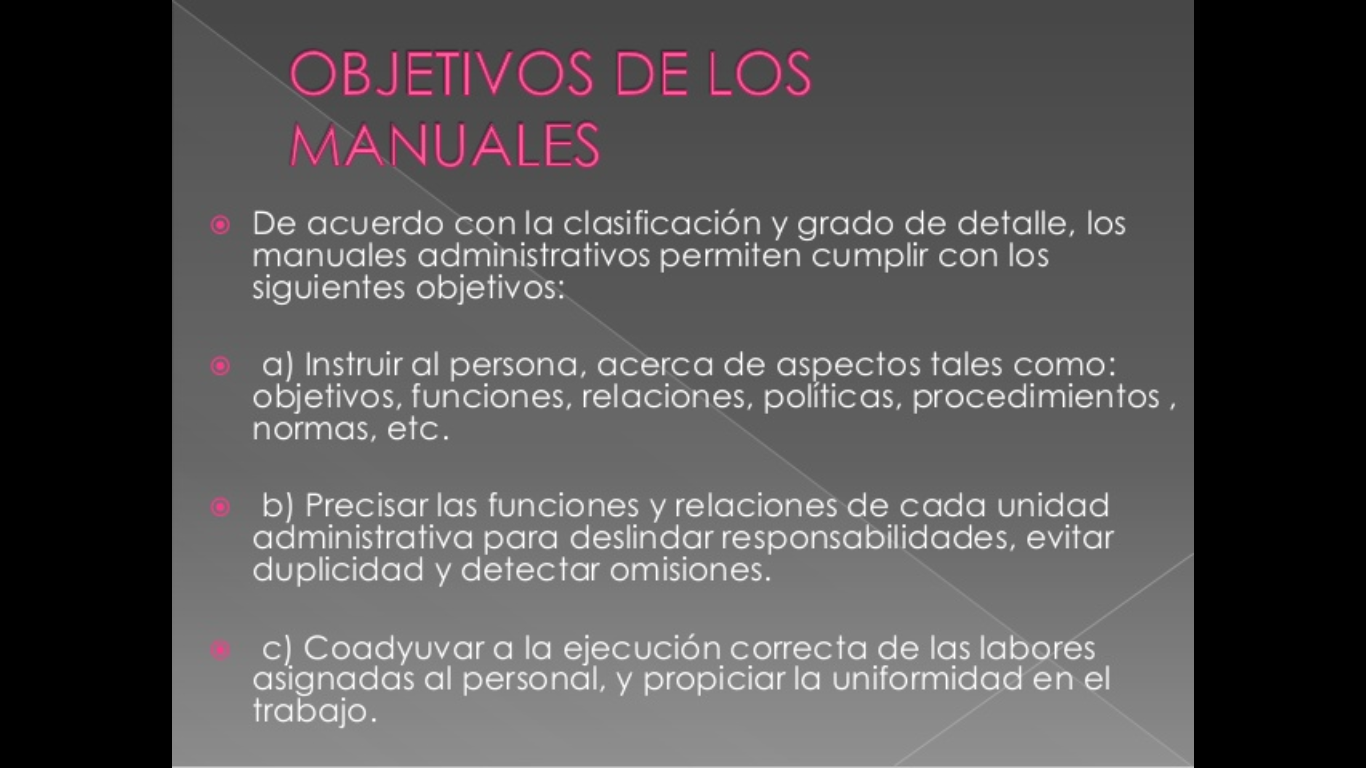 OBJETIVOS DE LOS
MANUALES
De acuerdo con la clasificación y grado de detalle, los
manuales administrativos permiten cumplir con los
siguientes objetivos:
a) Instruir al persona, acerca de aspectos tales como:
objetivos, funciones, relaciones, políticas, procedimientos ,
normas, etc.
b) Precisar las funciones y relaciones de cada unidad
administrativa para deslindar responsabilidades, evitar
duplicidad y detectar omisiones.
c) Coadyuvar a la ejecución correcta de las labores
asignadas al personal, y propiciar la uniformidad en el
trabajo.